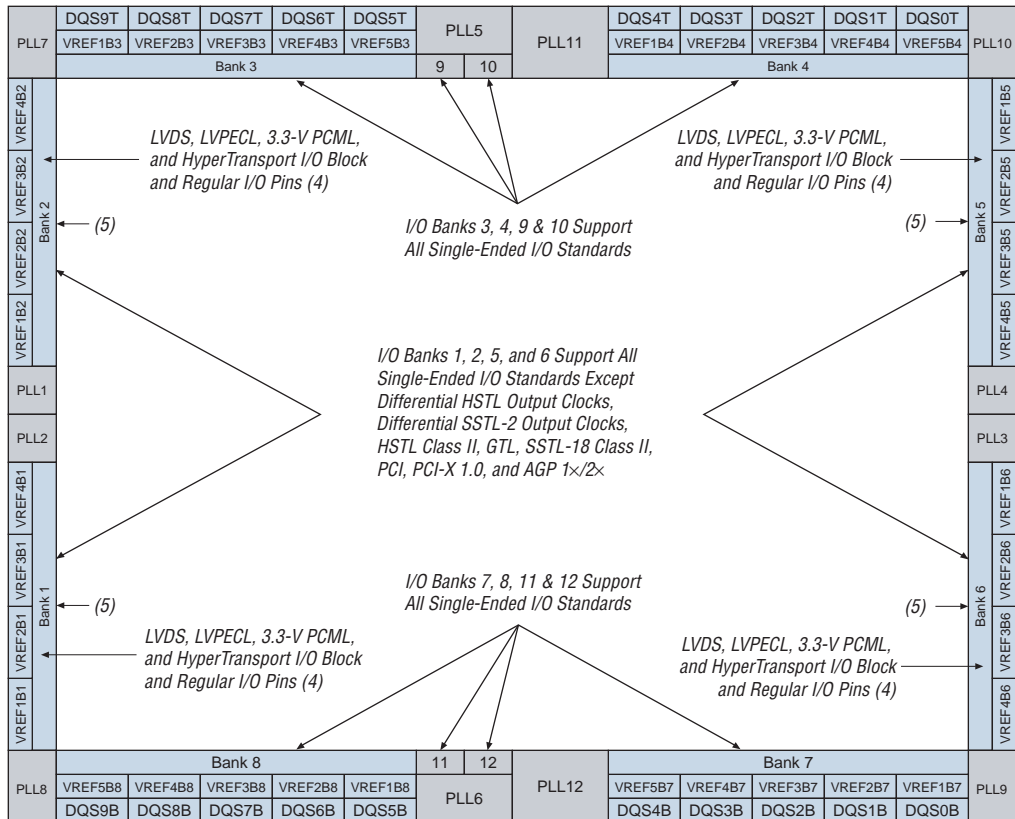 PLL7
DQS9T DQS8T DQS7T DQS6T DQS5T
VREF1B3 VREF2B3 VREF3B3 VREF4B3 VREF5B3
Bank 3
PLL5
9 10
PLL11
DQS4T DQS3T DQS2T DQS1T DQS0T
VREF1B4 VREF2B4 VREF3B4 VREF4B4 VREF5B4
Bank 4
PLL10
VREF4B2
VREF3B2
VREF2B2
VREF1B2
Bank 2
LVDS, LVPECL, 3.3-V PCML,
and HyperTransport I/O Block
and Regular I/O Pins (4)
(5)
I/O Banks 3, 4, 9 & 10 Support
All Single-Ended I/O Standards
LVDS, LVPECL, 3.3-V PCML,
and HyperTransport I/O Block
and Regular I/O Pins (4)
(5)
Bank 5
VREF1B5
VREF2B5
VREF3B5
VREF4B5
PLL1
PLL2
I/O Banks 1, 2, 5, and 6 Support All
Single-Ended I/O Standards Except
Differential HSTL Output Clocks,
Differential SSTL-2 Output Clocks,
HSTL Class II, GTL, SSTL-18 Class II,
PCI, PCI-X 1.0, and AGP 1×/2×
PLL4
PLL3
VREF4B1
VREF3B1
VREF2B1
VREF1B1
Bank 1
(5)
LVDS, LVPECL, 3.3-V PCML,
and HyperTransport I/O Block
and Regular I/O Pins (4)
I/O Banks 7, 8, 11 & 12 Support
All Single-Ended I/O Standards
(5)
LVDS, LVPECL, 3.3-V PCML,
and HyperTransport I/O Block
and Regular I/O Pins (4)
Bank 6
VREF1B6
VREF2B6
VREF3B6
VREF4B6
PLL8
Bank 8
VREF5B8 VREF4B8 VREF3B8 VREF2B8 VREF1B8
DQS9B DQS8B DQS7B DQS6B DQS5B
11 12
PLL6
PLL12
Bank 7
VREF5B7 VREF4B7 VREF3B7 VREF2B7 VREF1B7
DQS4B DQS3B DQS2B DQS1B DQS0B
PLL9